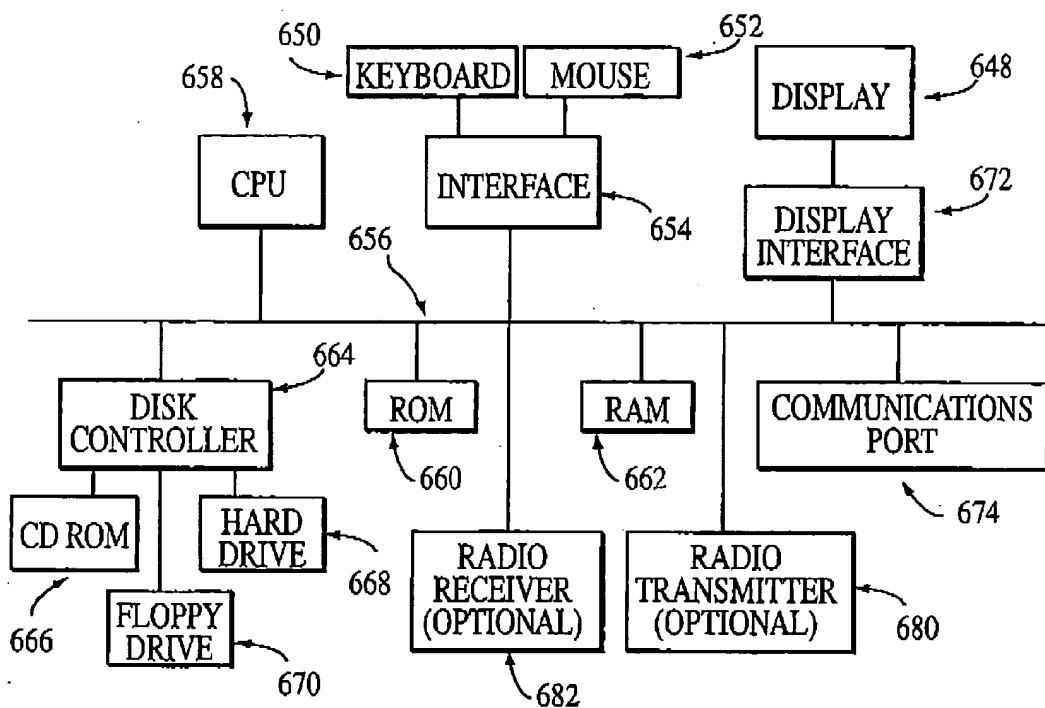 650
652
658
KEYBOARD
MOUSE
648
DISPLAY
CPU
INTERFACE
672
654
DISPLAY
INTERFACE
656
664
DISK
CONTROLLER
ROM
RAM
COMMUNICATIONS
PORT
660
662
674
CD ROM
HARD
DRIVE
668
RADIO
RECEIVER
(OPTIONAL)
RADIO
TRANSMITTER
(OPTIONAL)
680
666
FLOPPY
DRIVE
670
682